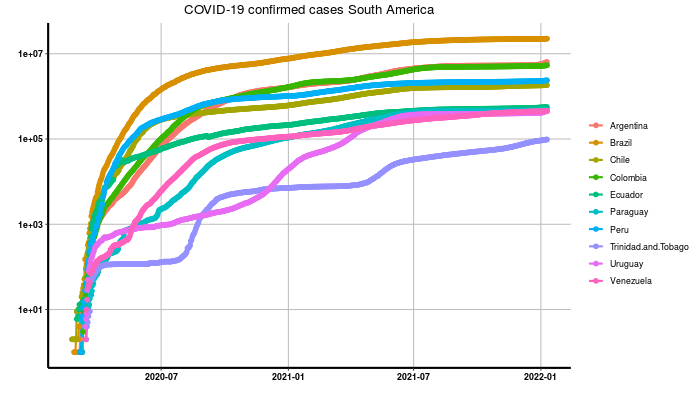 COVID-19 confirmed cases South America
1e+07
1e+05
1e+03
1e+01
2020-07
2021-01
2021-07
2022-01
Argentina
Brazil
Chile
Colombia
Ecuador
Paraguay
Peru
Trinidad.and.Tobago
Uruguay
Venezuela